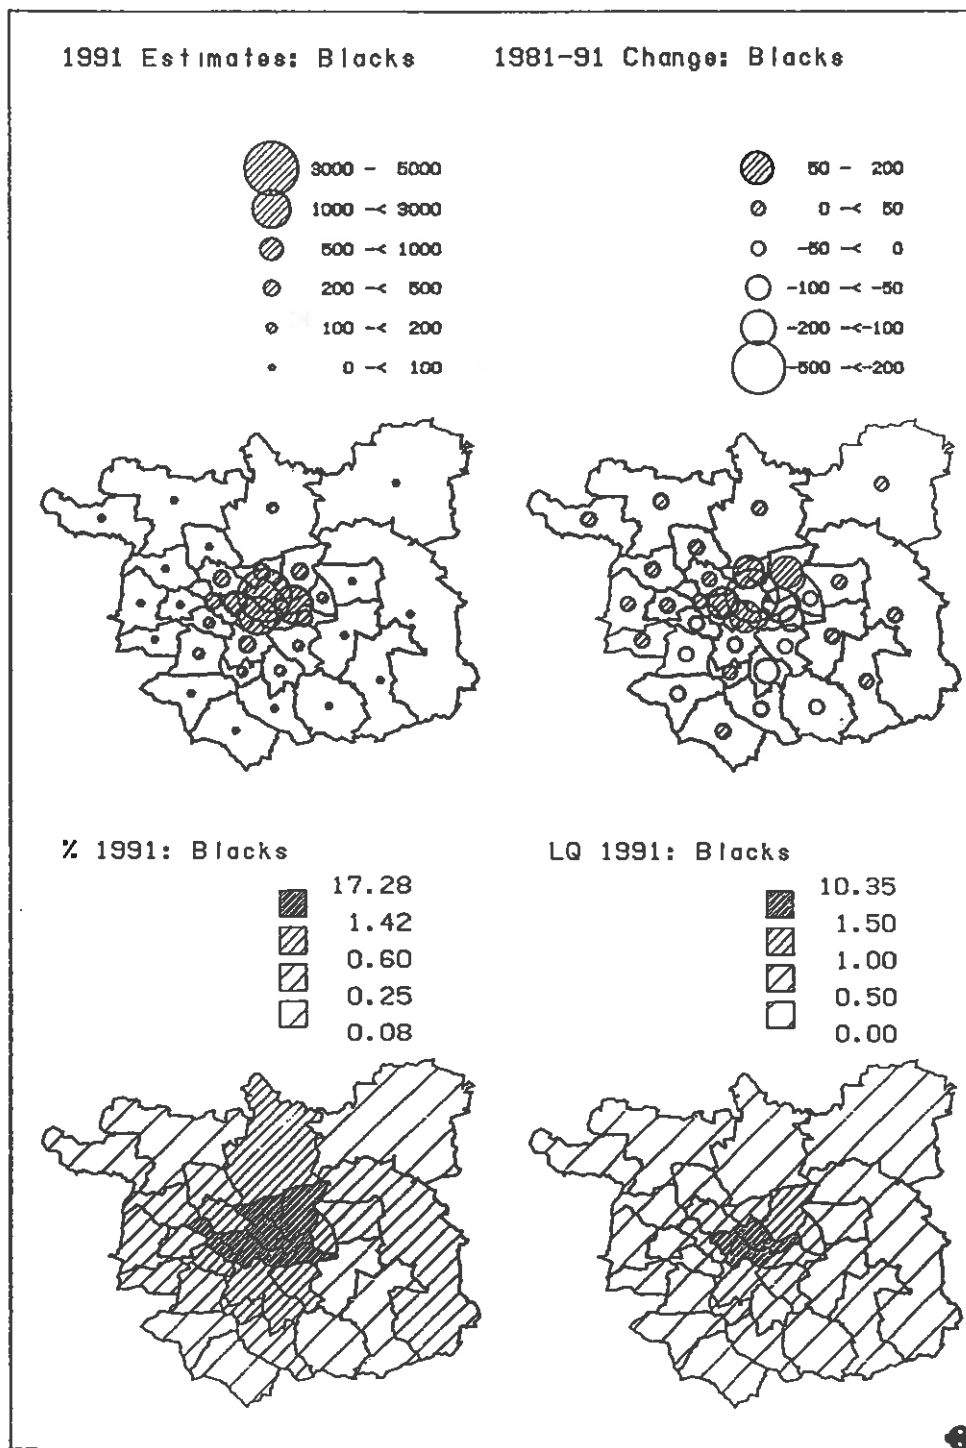 1991 Estimates: Blacks
3000 - 5000
1000 -< 3000
500 -< 1000
200 -< 500
100 -< 200
0 -< 100
1981-91 Change: Blacks
50 - 200
0 -< 50
-50 -< 0
-100 -< -50
-200 -<-100
-500 -<-200
% 1991: Blacks
17.28
1.42
0.60
0.25
0.08
LQ 1991: Blacks
10.35
1.50
1.00
0.50
0.00